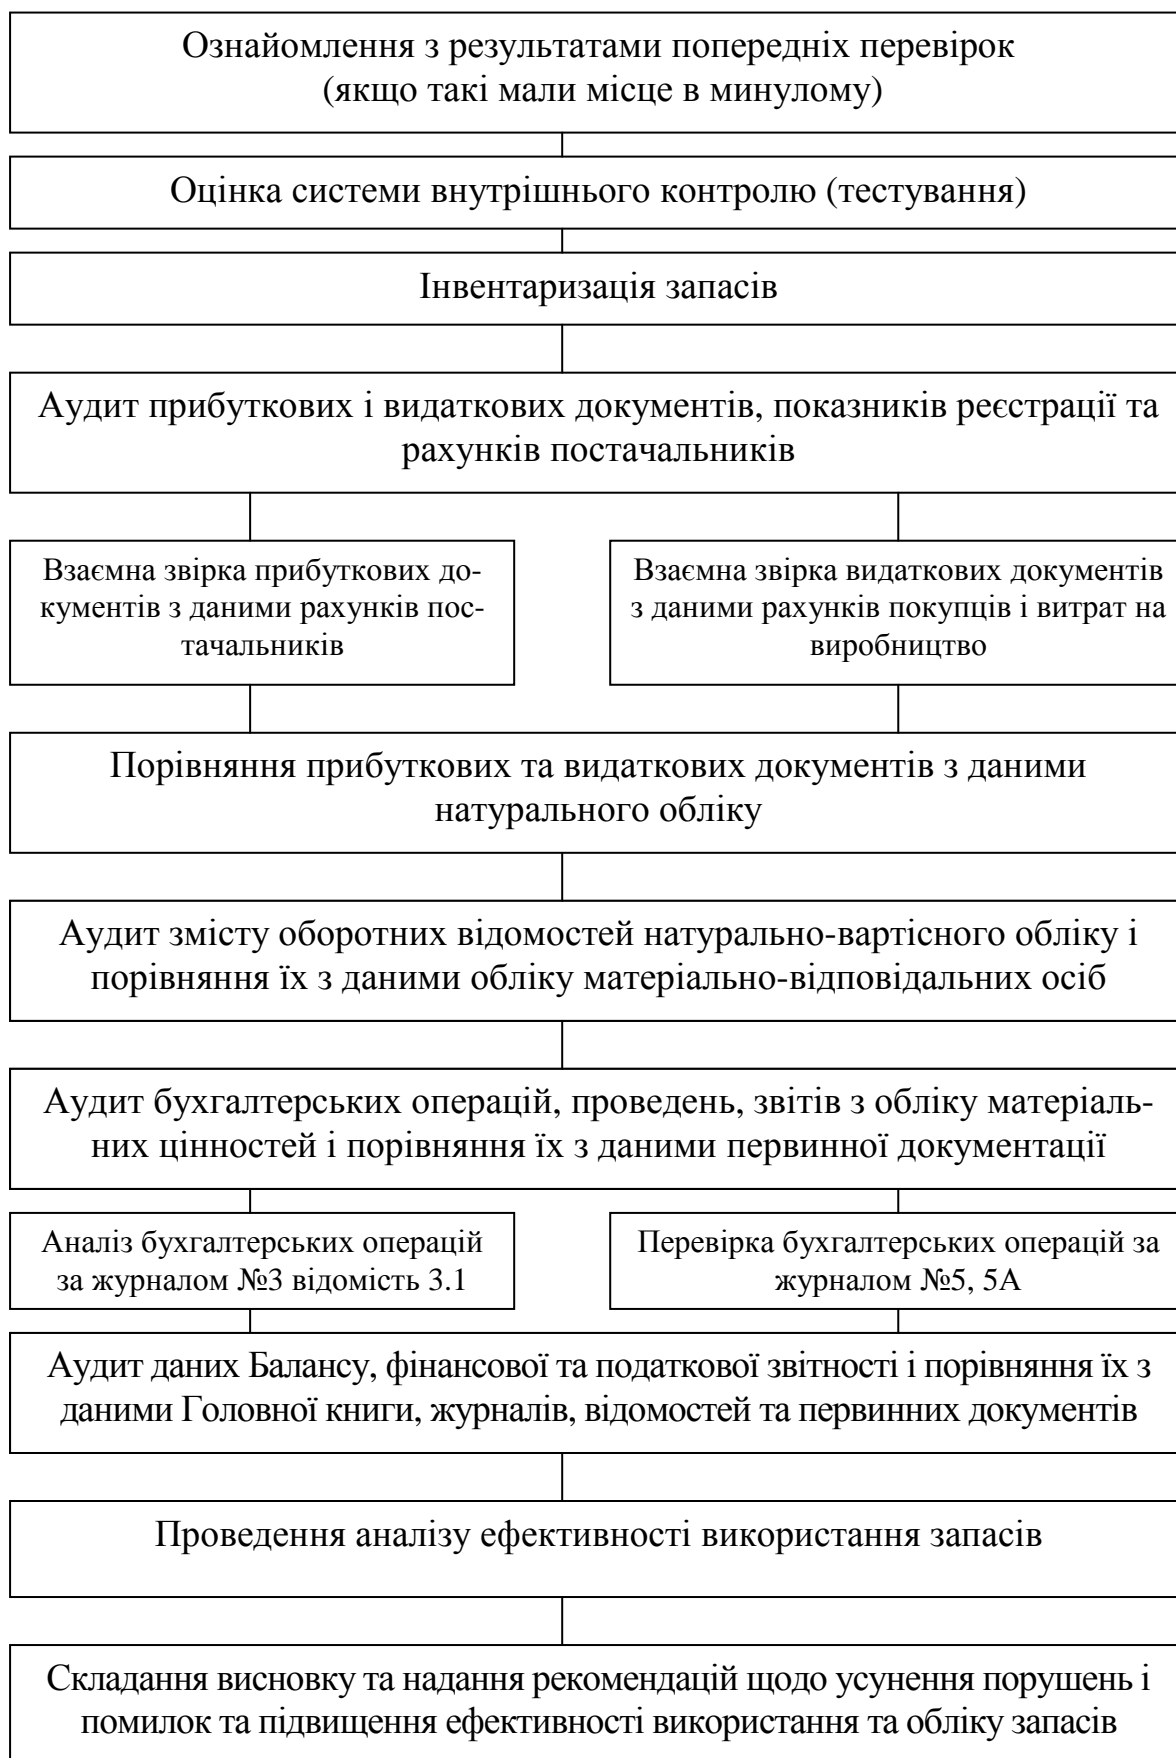 Ознайомлення з результатами попередніх перевірок
(якщо такі мали місце в минулому)
Оцінка системи внутрішнього контролю (тестування)
Інвентаризація запасів
Аудит прибуткових і видаткових документів, показників реєстрації та
рахунків постачальників
Взаємна звірка прибуткових до-
кументів з даними рахунків пос-
тачальників
Взаємна звірка видаткових документів
з даними рахунків покупців і витрат на
виробництво
Порівняння прибуткових та видаткових документів з даними
натурального обліку
Аудит змісту оборотних відомостей натурально-вартісного обліку і
порівняння їх з даними обліку матеріально-відповідальних осіб
Аудит бухгалтерських операцій, проведень, звітів з обліку матеріаль-
них цінностей і порівняння їх з даними первинної документації
Аналіз бухгалтерських операцій
за журналом №3 відомість 3.1
Перевірка бухгалтерських операцій за
журналом №5, 5А
Аудит даних Балансу, фінансової та податкової звітності і порівняння їх з
даними Головної книги, журналів, відомостей та первинних документів
Проведення аналізу ефективності використання запасів
Складання висновку та надання рекомендацій щодо усунення порушень і
помилок та підвищення ефективності використання та обліку запасів